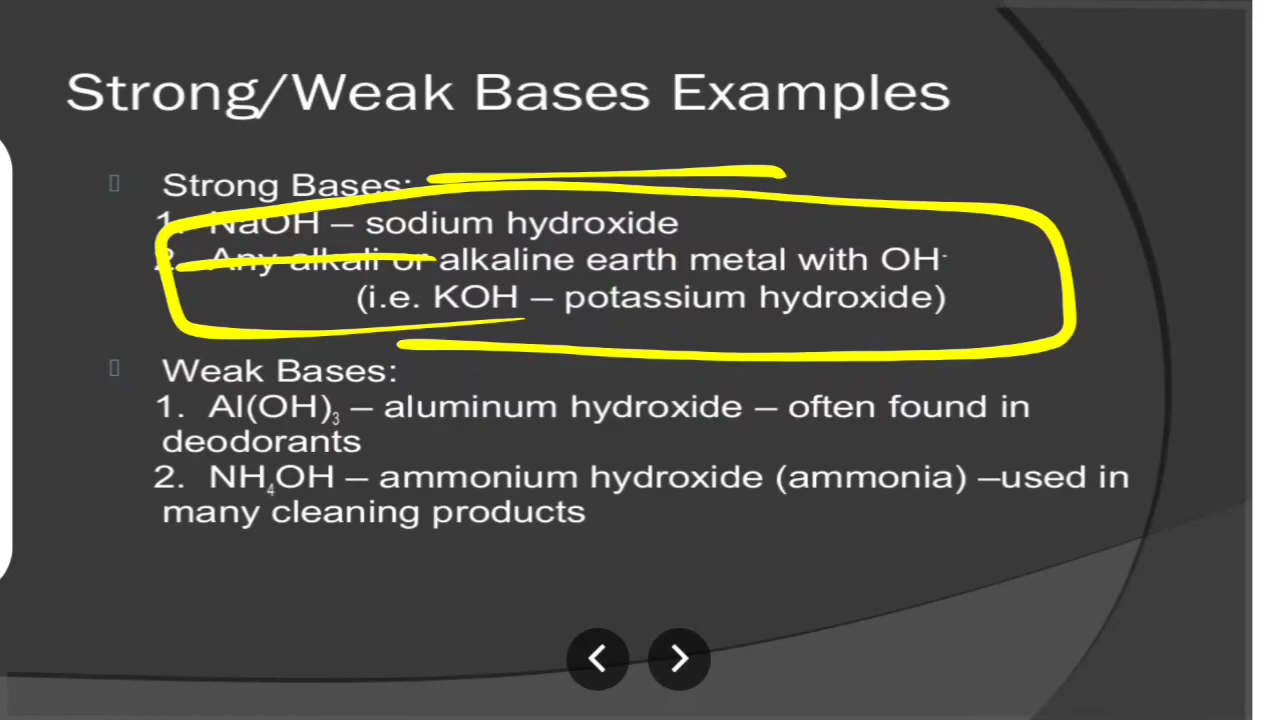 Strong/Weak Bases Examples
Strong Bases:
1. NaOH – sodium hydroxide
2. Any alkali or alkaline earth metal with OH-
(i.e. KOH – potassium hydroxide)
Weak Bases:
1. Al(OH)3 – aluminum hydroxide – often found in
deodorants
2. NH4OH – ammonium hydroxide (ammonia) –used in
many cleaning products